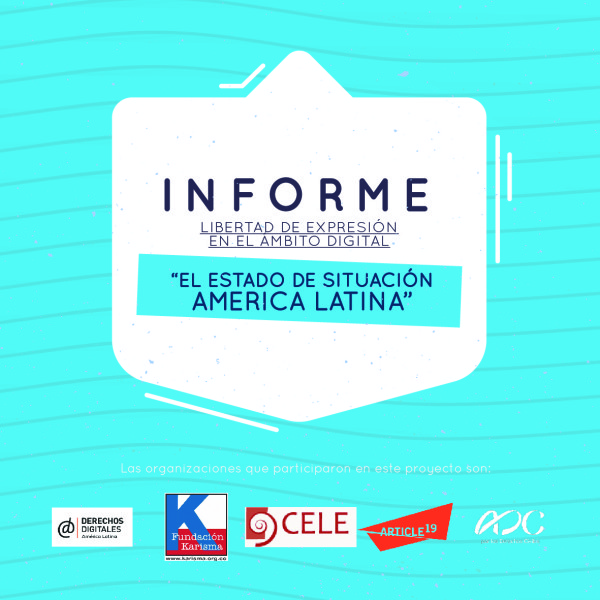 INFORME
LIBERTAD DE EXPRESIÓN
EN EL AMBITO DIGITAL
“EL ESTADO DE SITUACIÓN
AMERICA LATINA”
Las organizaciones que participaron en este proyecto son:
@ DERECHOS
DIGITALES
América Latina
K
Fundación
Karisma
www.karisma.org.co
CELE
ARTICLE 19
ADC